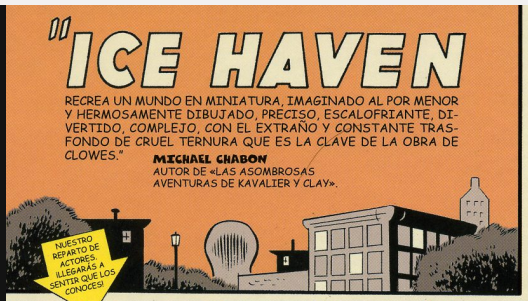 "ICE HAVEN
RECREA UN MUNDO EN MINIATURA, IMAGINADO AL POR MENOR
Y HERMOSAMENTE DIBUJADO, PRECISO, ESCALOFRIANTE, DI-
VERTIDO, COMPLEJO, CON EL EXTRAÑO Y CONSTANTE TRAS-
FONDO DE CRUEL TERNURA QUE ES LA CLAVE DE LA OBRA DE
CLOWES."
MICHAEL CHABON
AUTOR DE «LAS ASOMBROSAS
AVENTURAS DE KAVALIER Y CLAY».
NUESTRO
REPARTO DE
ACTORES.
¡LLEGARÁS A
SENTIR QUE LOS
CONOCES!